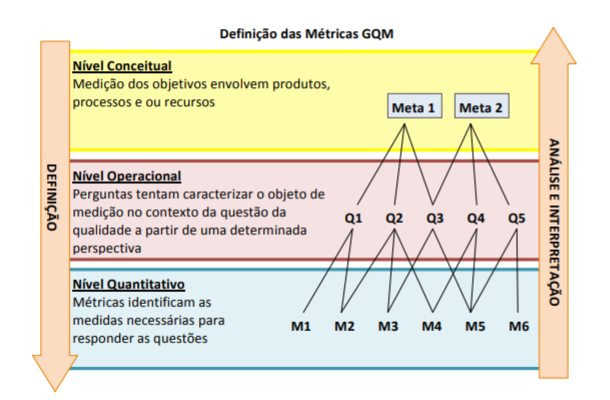 Definição das Métricas GQM
DEFINIÇÃO
Nível Conceitual
Medição dos objetivos envolvem produtos,
processos e ou recursos
Meta 1 Meta 2
Nível Operacional
Perguntas tentam caracterizar o objeto de
medição no contexto da questão da
qualidade a partir de uma determinada
perspectiva
Q1 Q2 Q3 Q4 Q5
Nível Quantitativo
Métricas identificam as
medidas necessárias para
responder as questões
M1 M2 M3 M4 M5 M6
ANÁLISE E INTERPRETAÇÃO